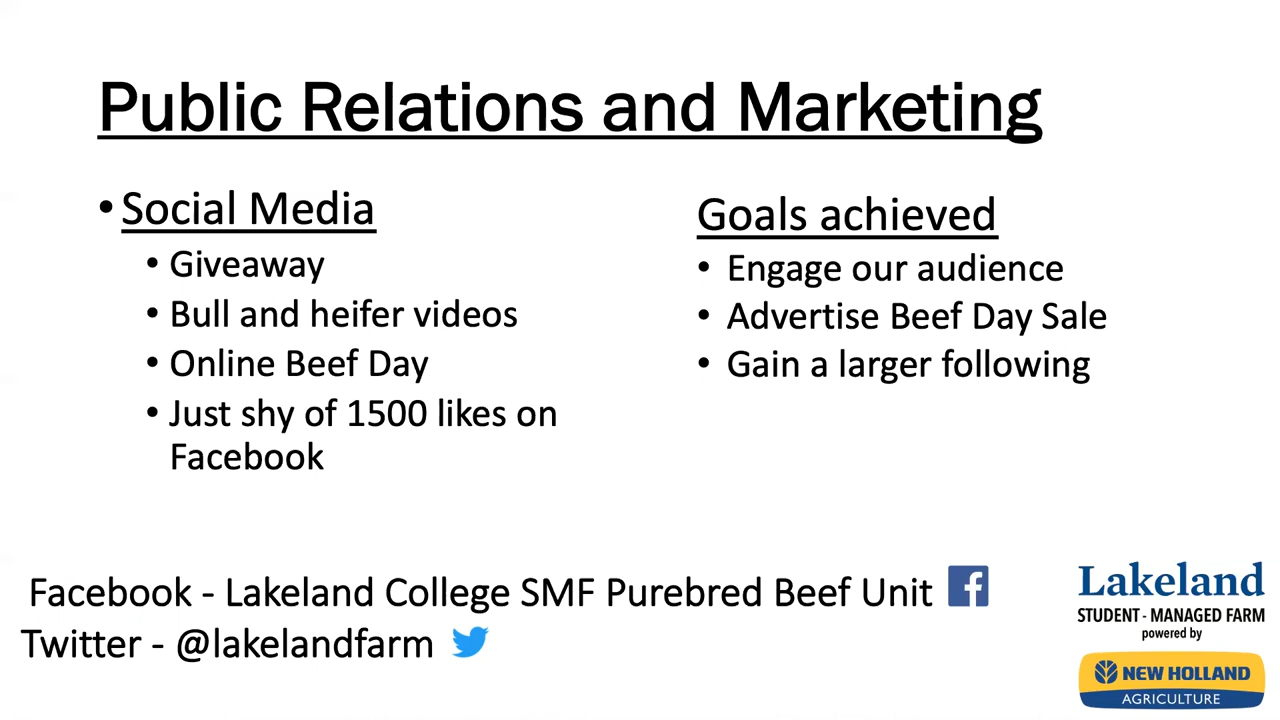 Public Relations and Marketing
• Social Media
• Giveaway
• Bull and heifer videos
• Online Beef Day
• Just shy of 1500 likes on
Facebook
Goals achieved
• Engage our audience
• Advertise Beef Day Sale
• Gain a larger following
Facebook - Lakeland College SMF Purebred Beef Unit
Twitter - @lakelandfarm
Lakeland
STUDENT - MANAGED FARM
powered by
NEW HOLLAND
AGRICULTURE